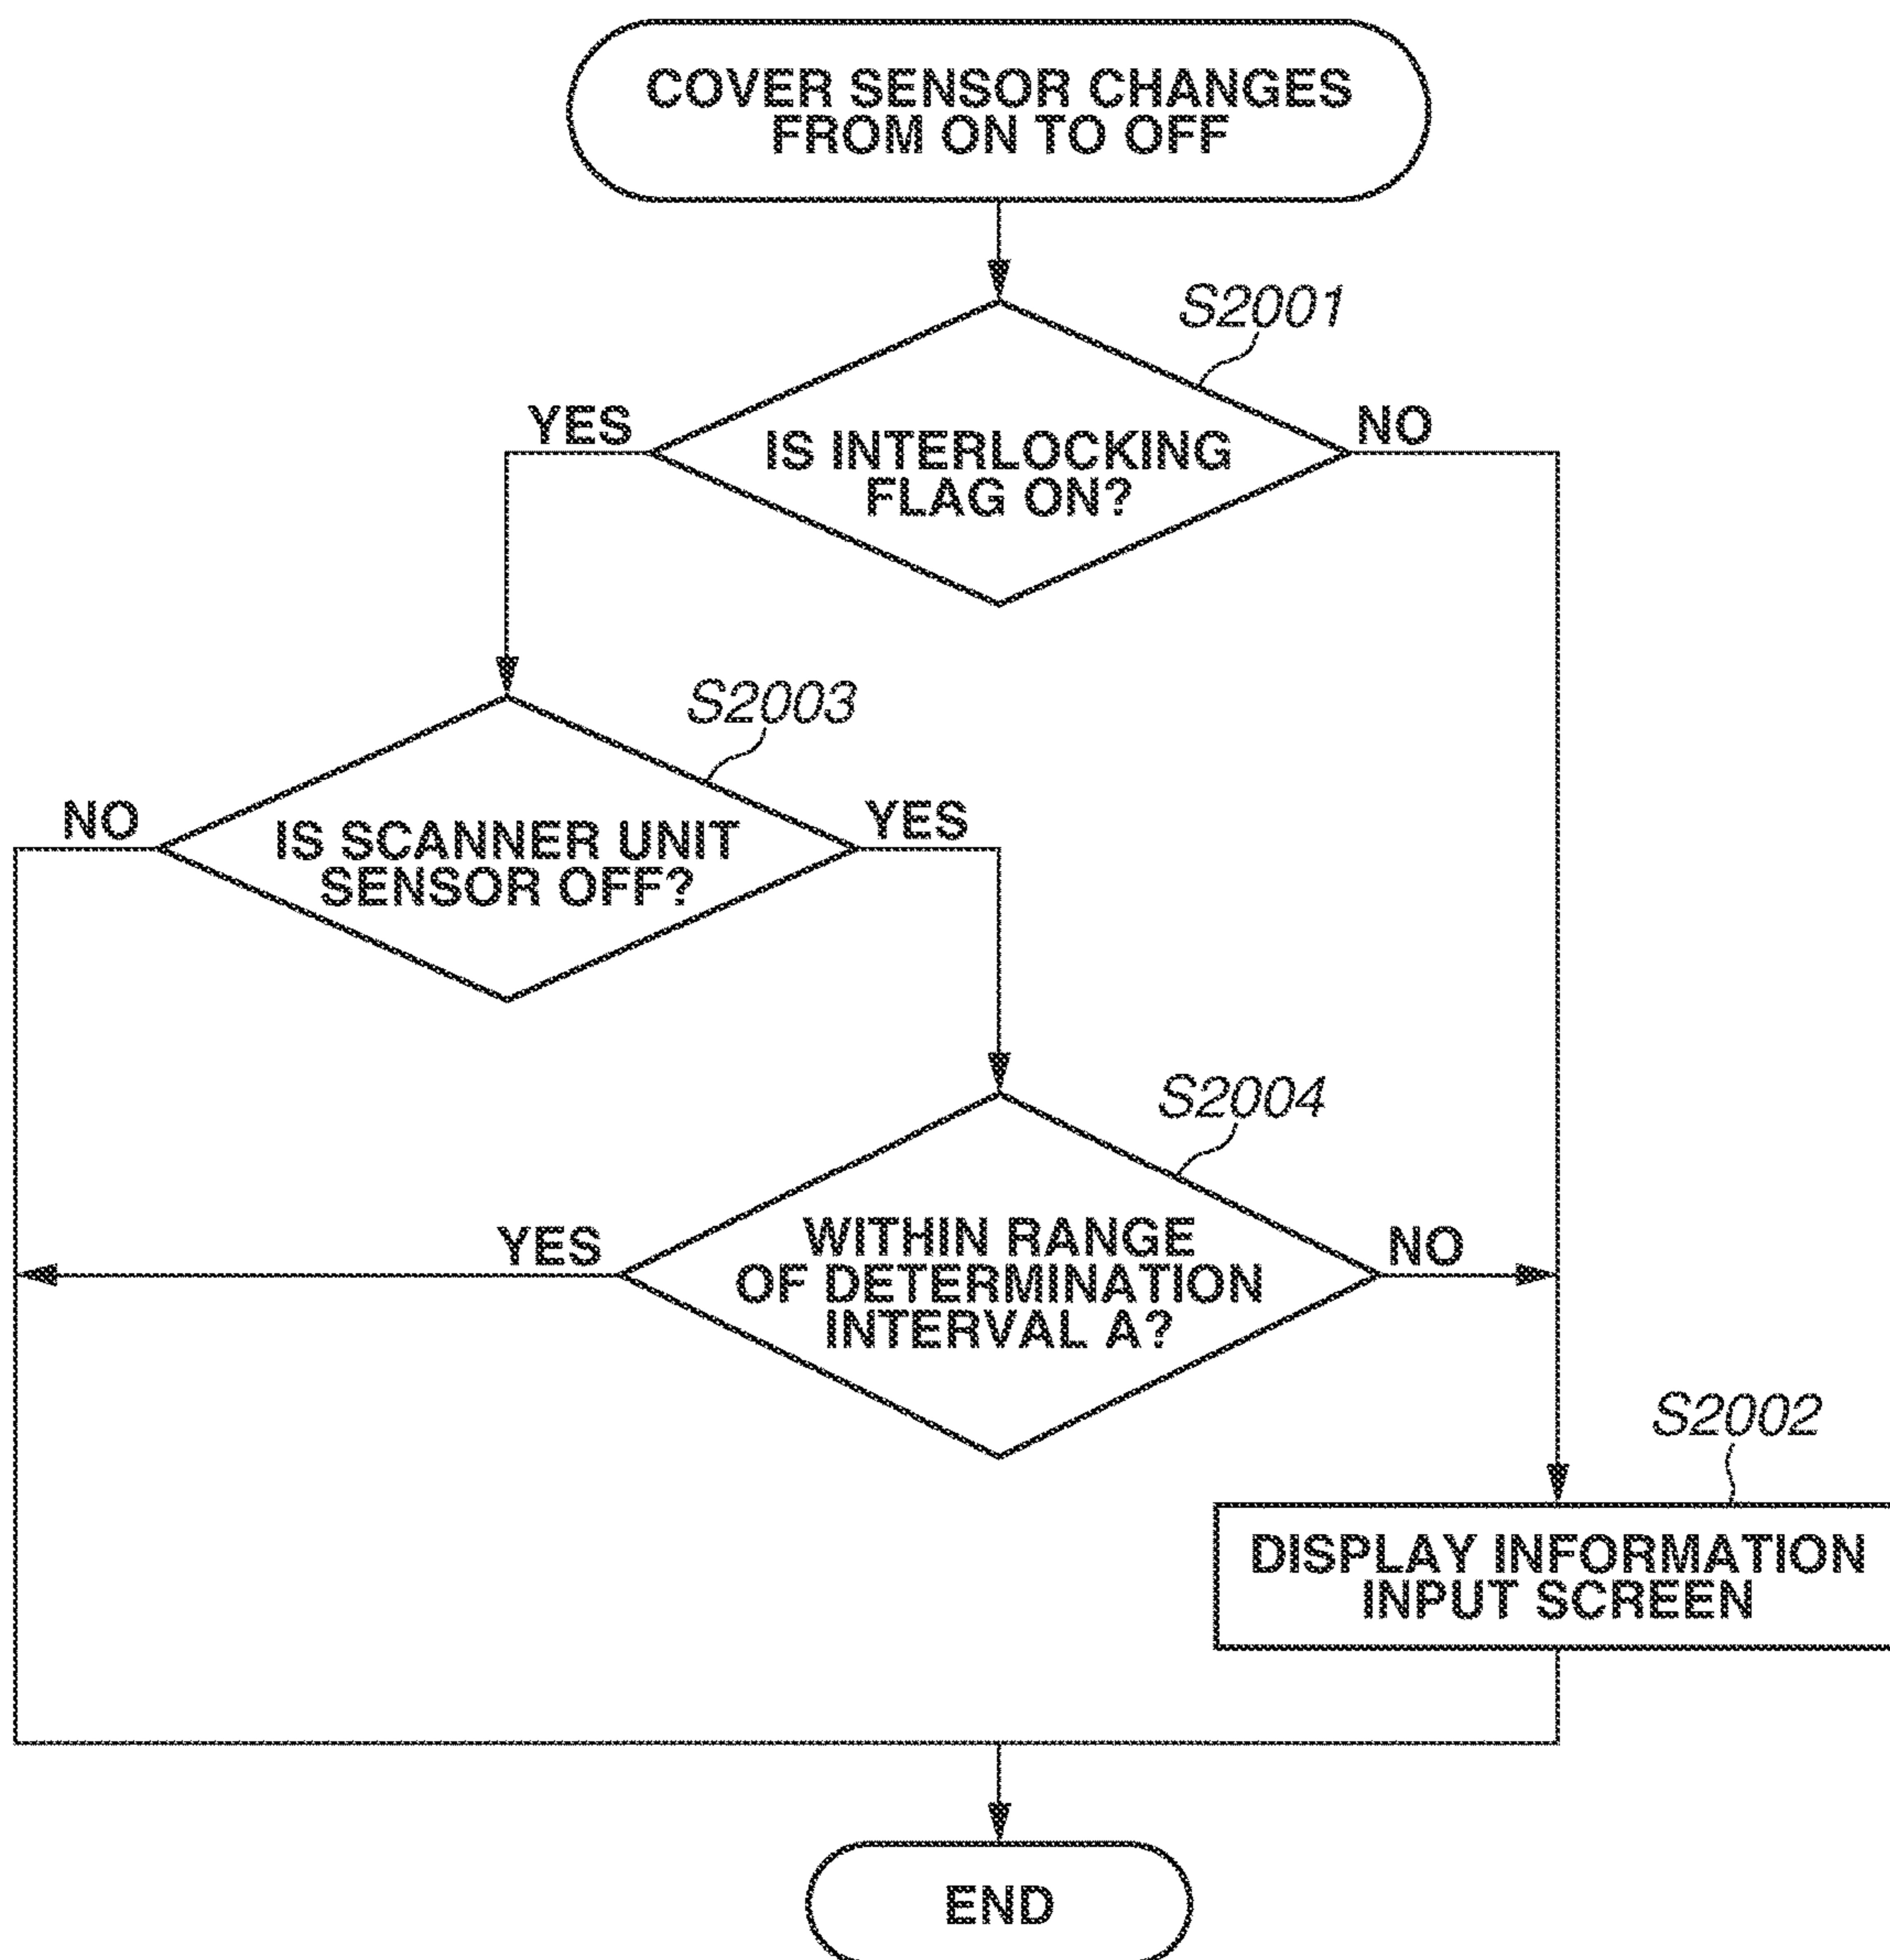 COVER SENSOR CHANGES
FROM ON TO OFF
S2001
YES
NO
IS INTERLOCKING
FLAG ON?
S2003
NO
YES
IS SCANNER UNIT
SENSOR OFF?
S2004
YES
NO
WITHIN RANGE
OF DETERMINATION
INTERVAL A?
S2002
DISPLAY INFORMATION
INPUT SCREEN
END